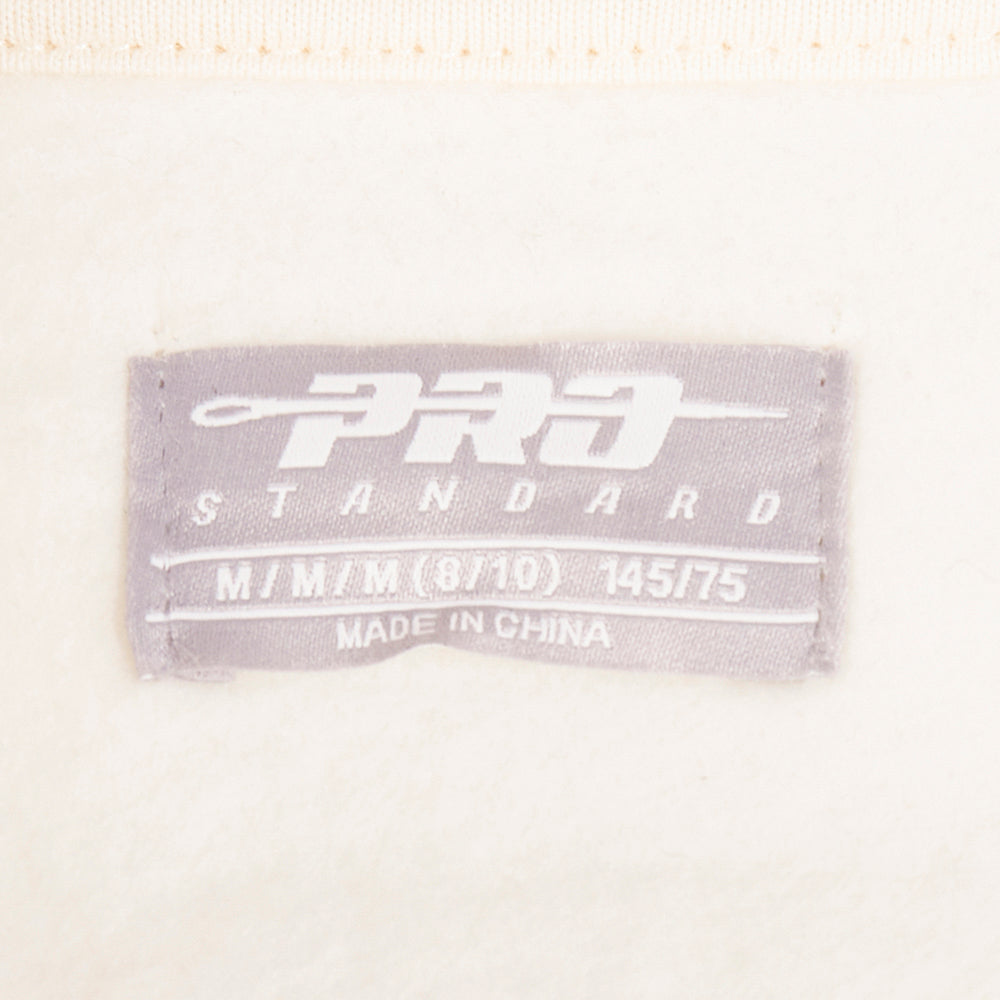 PRO
STANDARD
M/M/M(8/10) 145/75
MADE IN CHINA